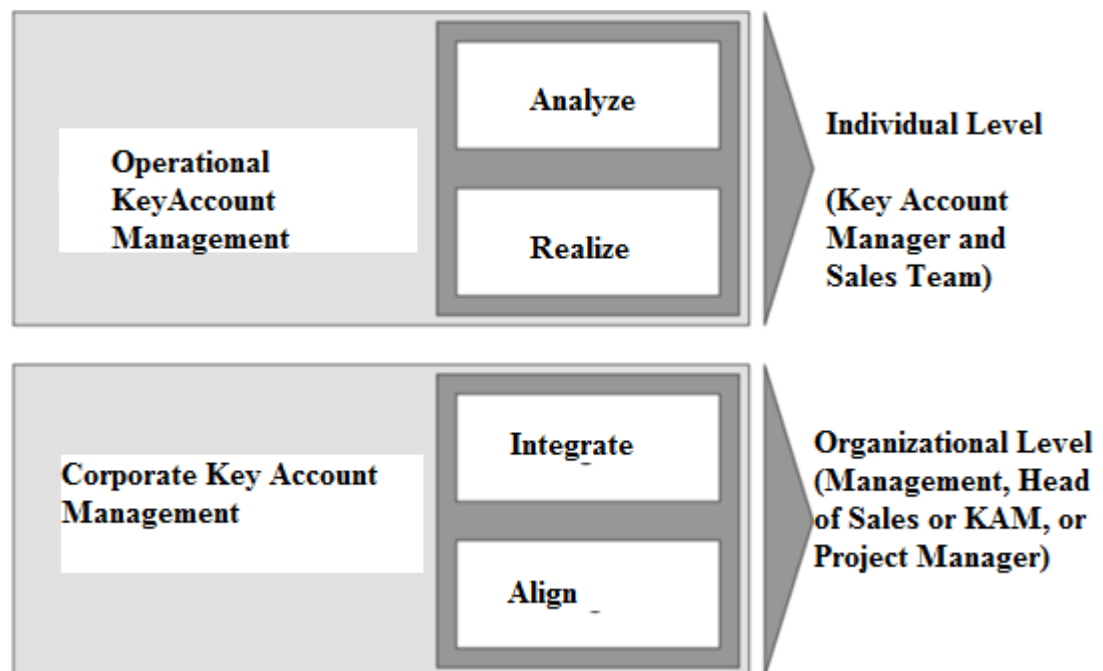 Analyze
Operational
KeyAccount
Management
Realize
Individual Level
(Key Account
Manager and
Sales Team)
Integrate
Corporate Key Account
Management
Align
Organizational Level
(Management, Head
of Sales or KAM, or
Project Manager)